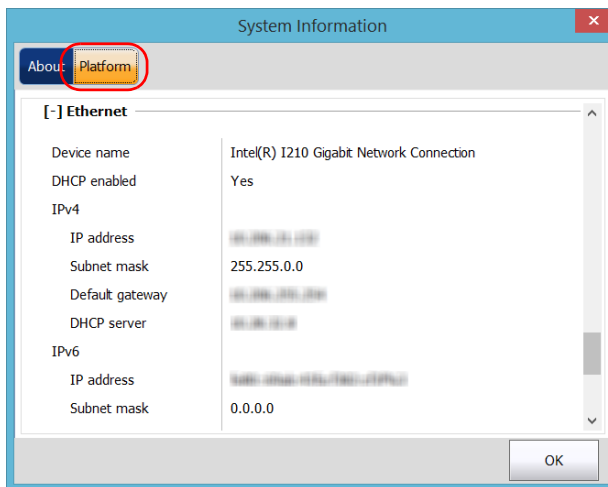 System Information
About Platform
[-] Ethernet
Device name Intel(R) I210 Gigabit Network Connection
DHCP enabled Yes
IPv4
IP address
Subnet mask 255.255.0.0
Default gateway
DHCP server
IPv6
IP address
Subnet mask 0.0.0.0
OK